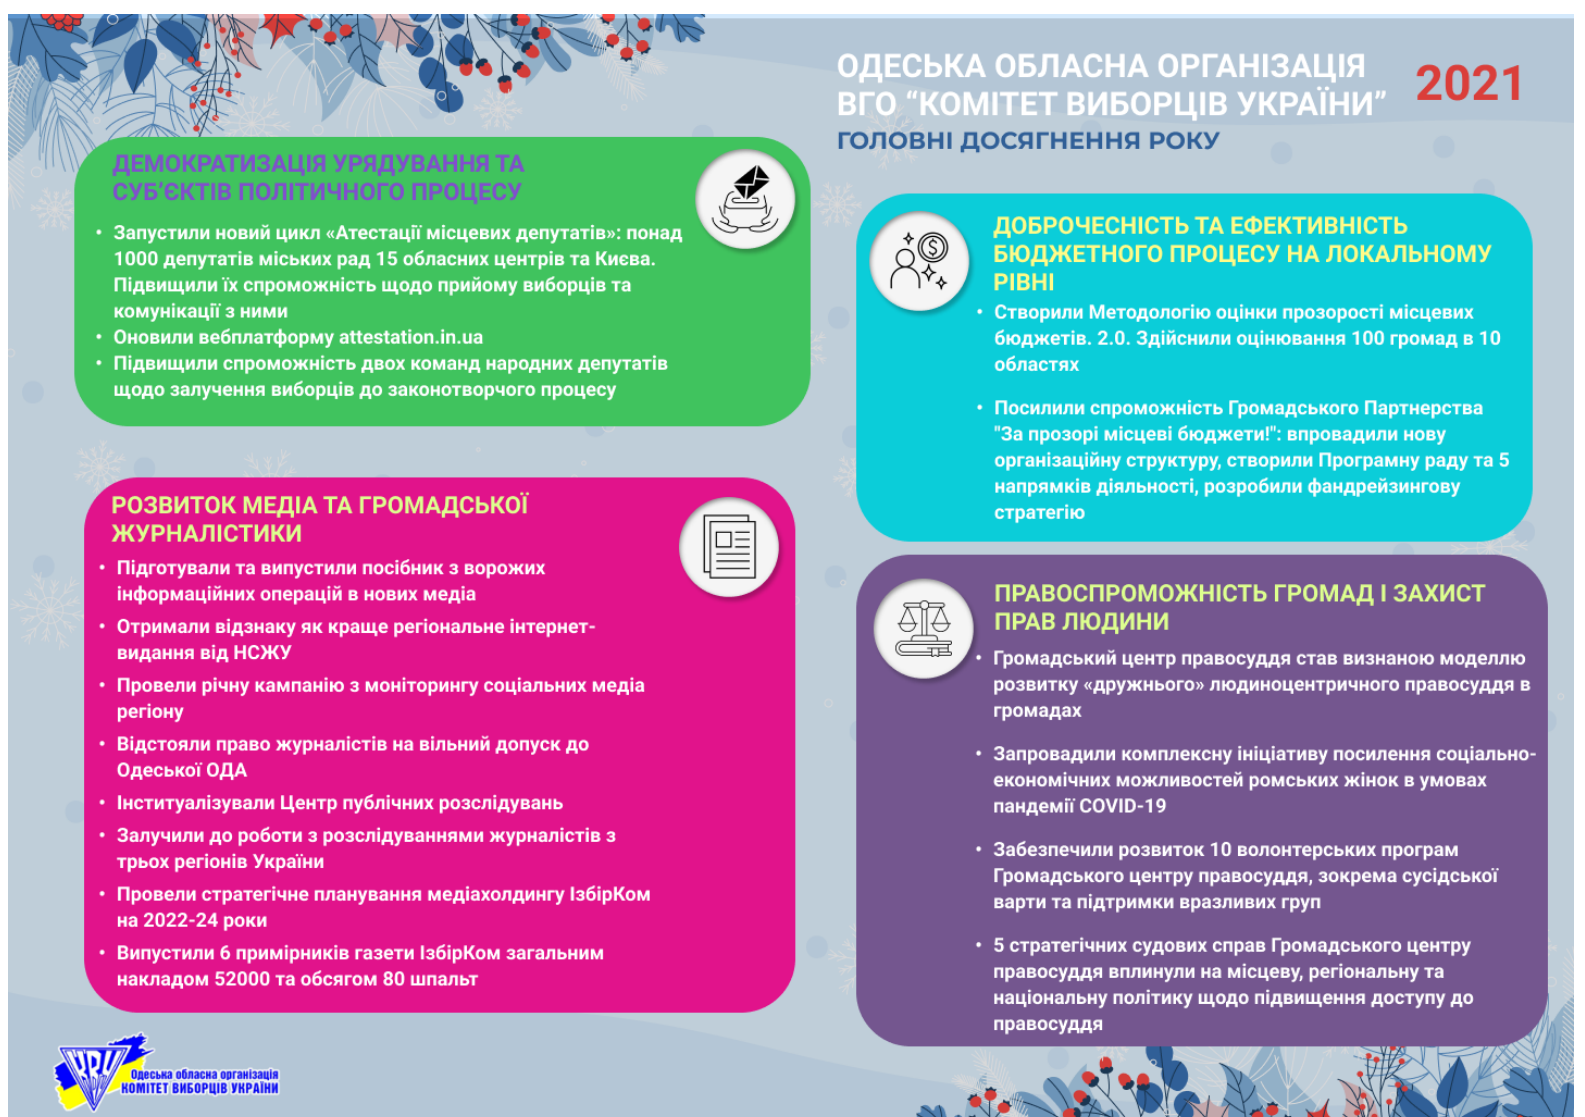 ОДЕСЬКА ОБЛАСНА ОРГАНІЗАЦІЯ
ВГО “КОМІТЕТ ВИБОРЦІВ УКРАЇНИ”
2021
ГОЛОВНІ ДОСЯГНЕННЯ РОКУ
ДЕМОКРАТИЗАЦІЯ УРЯДУВАННЯ ТА
СУБ’ЄКТІВ ПОЛІТИЧНОГО ПРОЦЕСУ
• Запустили новий цикл «Атестації місцевих депутатів»: понад
1000 депутатів міських рад 15 обласних центрів та Києва.
Підвищили їх спроможність щодо прийому виборців та
комунікації з ними
• Оновили вебплатформу attestation.in.ua
• Підвищили спроможність двох команд народних депутатів
щодо залучення виборців до законотворчого процесу
РОЗВИТОК МЕДІА ТА ГРОМАДСЬКОЇ
ЖУРНАЛІСТИКИ
• Підготували та випустили посібник з ворожих
інформаційних операцій в нових медіа
• Отримали відзнаку як краще регіональне інтернет-
видання від НСЖУ
• Провели річну кампанію з моніторингу соціальних медіа
регіону
• Відстояли право журналістів на вільний допуск до
Одеської ОДА
• Інституалізували Центр публічних розслідувань
• Залучили до роботи з розслідуваннями журналістів з
трьох регіонів України
• Провели стратегічне планування медіахолдингу ІзбірКом
на 2022-24 роки
• Випустили 6 примірників газети ІзбірКом загальним
накладом 52000 та обсягом 80 шпальт
ДОБРОЧЕСНІСТЬ ТА ЕФЕКТИВНІСТЬ
БЮДЖЕТНОГО ПРОЦЕСУ НА ЛОКАЛЬНОМУ
РІВНІ
• Створили Методологію оцінки прозорості місцевих
бюджетів. 2.0. Здійснили оцінювання 100 громад в 10
областях
• Посилили спроможність Громадського Партнерства
"За прозорі місцеві бюджети!": впровадили нову
організаційну структуру, створили Програмну раду та 5
напрямків діяльності, розробили фандрейзингову
стратегію
ПРАВОСПРОМОЖНІСТЬ ГРОМАД І ЗАХИСТ
ПРАВ ЛЮДИНИ
• Громадський центр правосуддя став визнаною моделлю
розвитку «дружнього» людиноцентричного правосуддя в
громадах
• Запровадили комплексну ініціативу посилення соціально-
економічних можливостей ромських жінок в умовах
пандемії COVID-19
• Забезпечили розвиток 10 волонтерських програм
Громадського центру правосуддя, зокрема сусідської
варти та підтримки вразливих груп
• 5 стратегічних судових справ Громадського центру
правосуддя вплинули на місцеву, регіональну та
національну політику щодо підвищення доступу до
правосуддя
КВУ
Одеська обласна організація
КОМІТЕТ ВИБОРЦІВ УКРАЇНИ